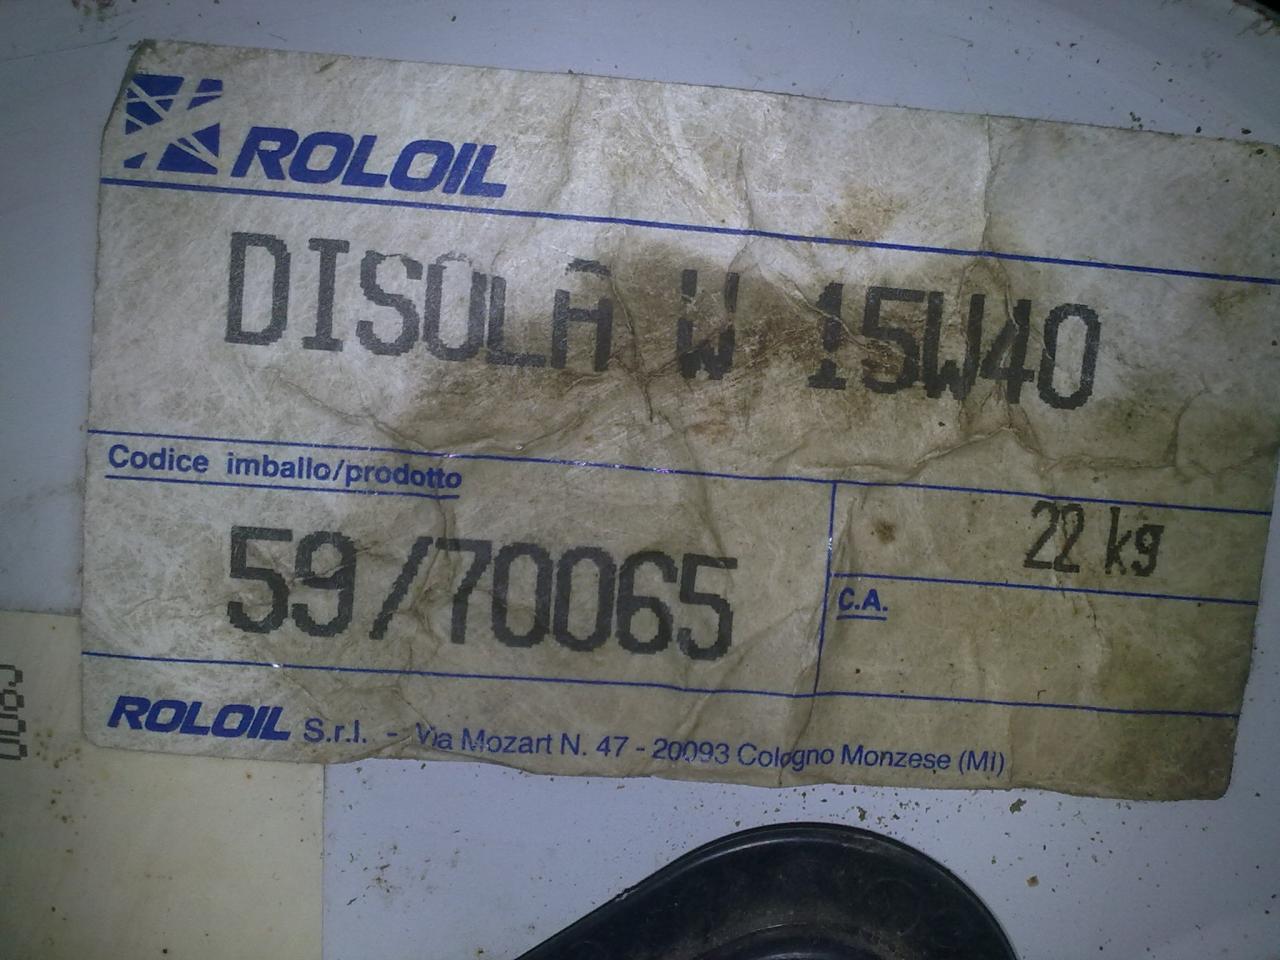 ROLOIL
DISOLA W 15W40
Codice imballo/prodotto
22 kg
59/70065
C.A.
ROLOIL S.r.l. - Via Mozart N. 47 - 20093 Cologno Monzese (MI)